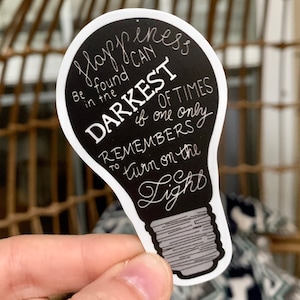 Happiness
CAN
Be found
in the
DARKEST
OF TIMES
if one only
REMEMBERS
TO turn on the
Light